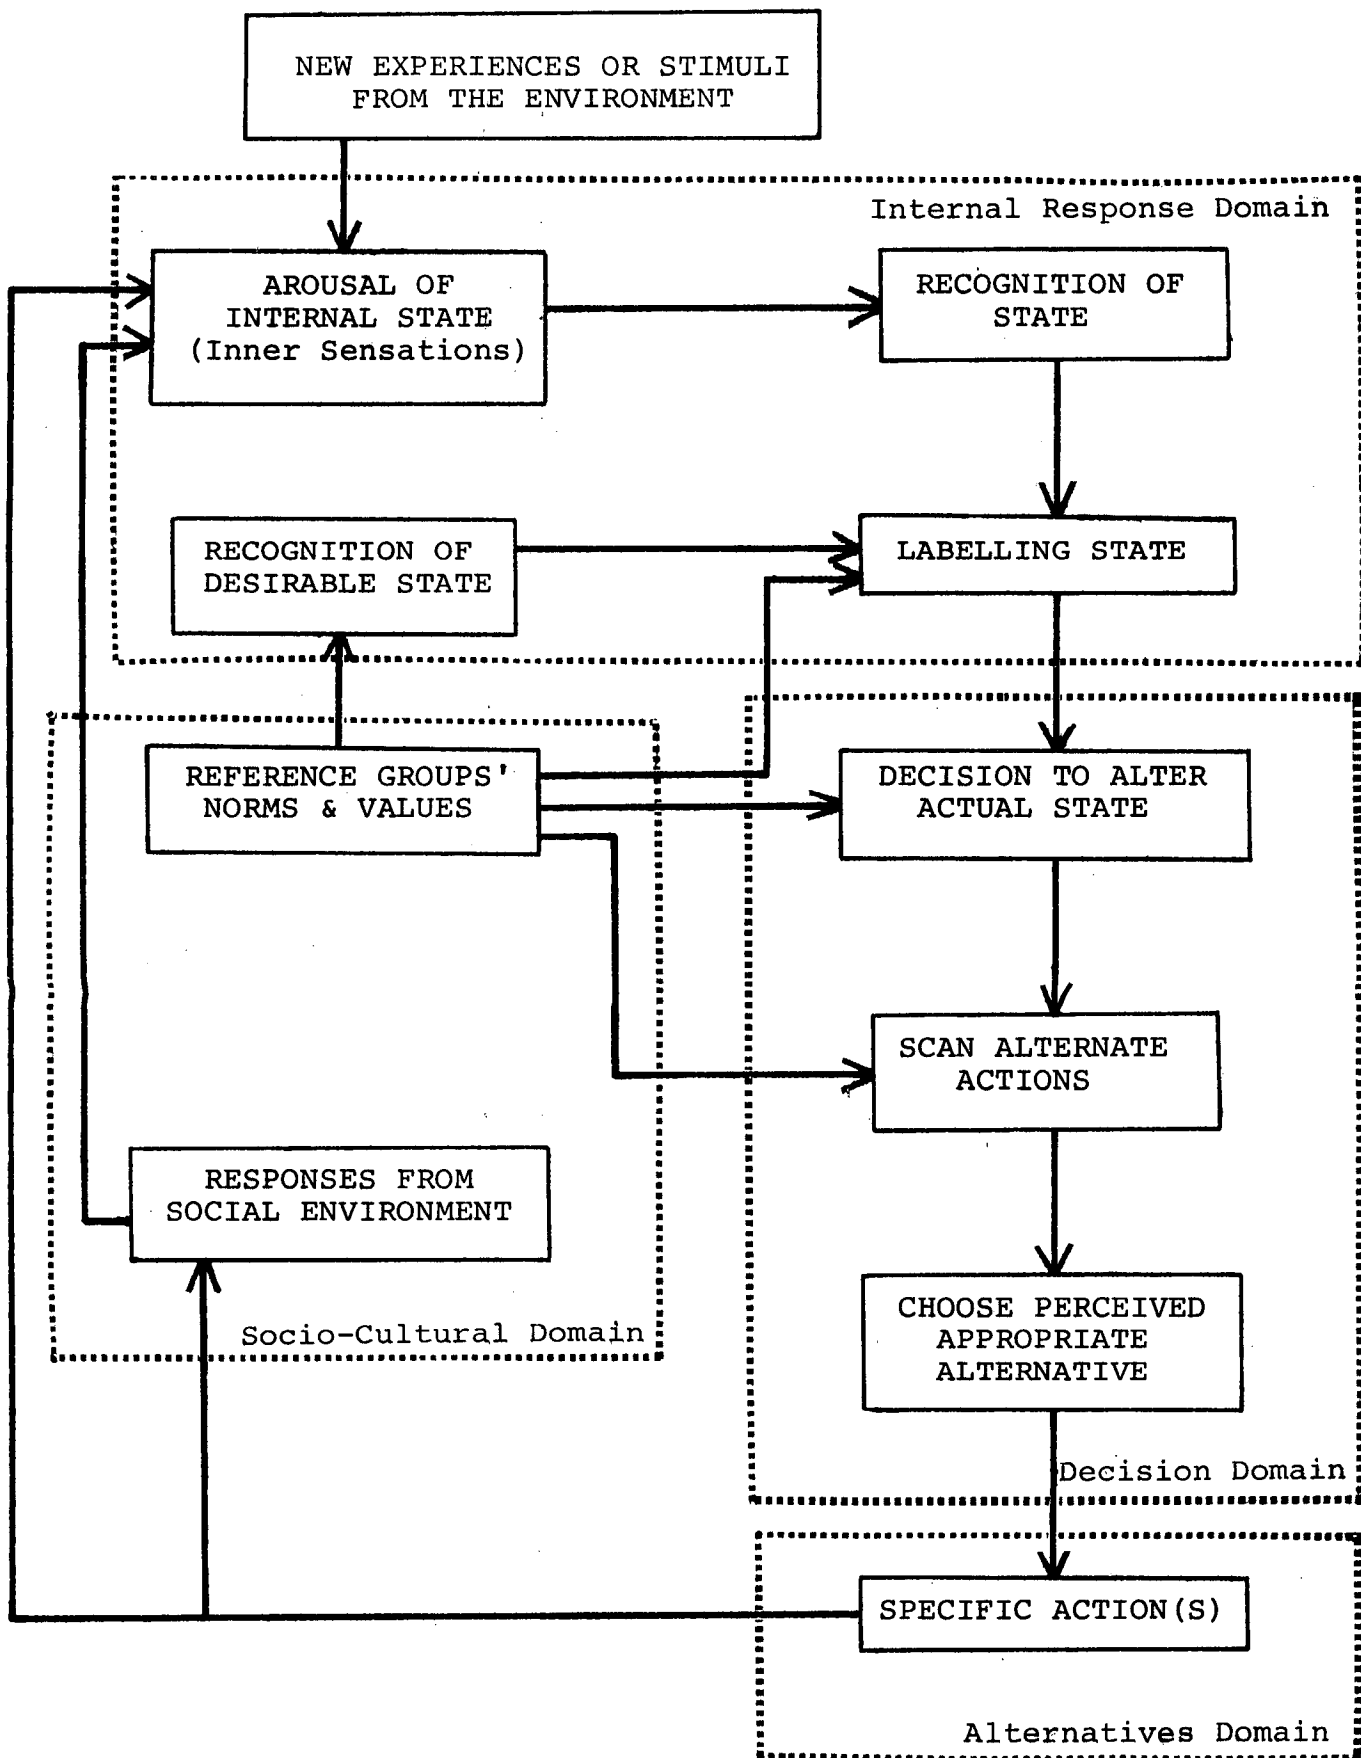 NEW EXPERIENCES OR STIMULI
FROM THE ENVIRONMENT
Internal Response Domain
AROUSAL OF
INTERNAL STATE
(Inner Sensations)
RECOGNITION OF
STATE
RECOGNITION OF
DESIRABLE STATE
LABELLING STATE
REFERENCE GROUPS'
NORMS & VALUES
DECISION TO ALTER
ACTUAL STATE
SCAN ALTERNATE
ACTIONS
RESPONSES FROM
SOCIAL ENVIRONMENT
Socio-Cultural Domain
CHOOSE PERCEIVED
APPROPRIATE
ALTERNATIVE
Decision Domain
SPECIFIC ACTION(S)
Alternatives Domain